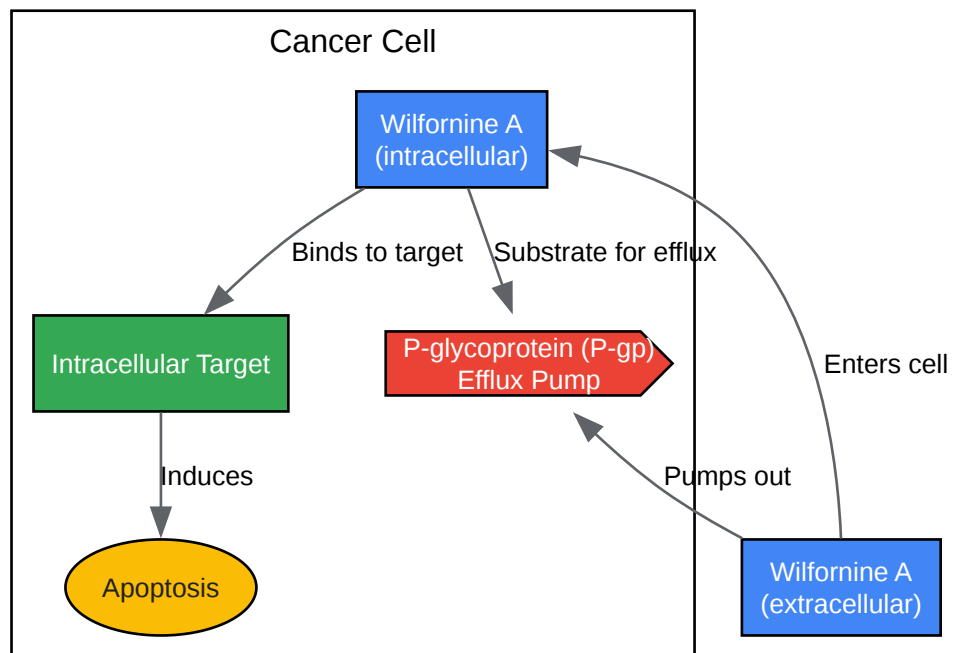 Cancer Cell
Wilfornine A
(intracellular)
Binds to target
Substrate for efflux
Intracellular Target
P-glycoprotein (P-gp)
Efflux Pump
Enters cell
Induces
Pumps out
Apoptosis
Wilfornine A
(extracellular)